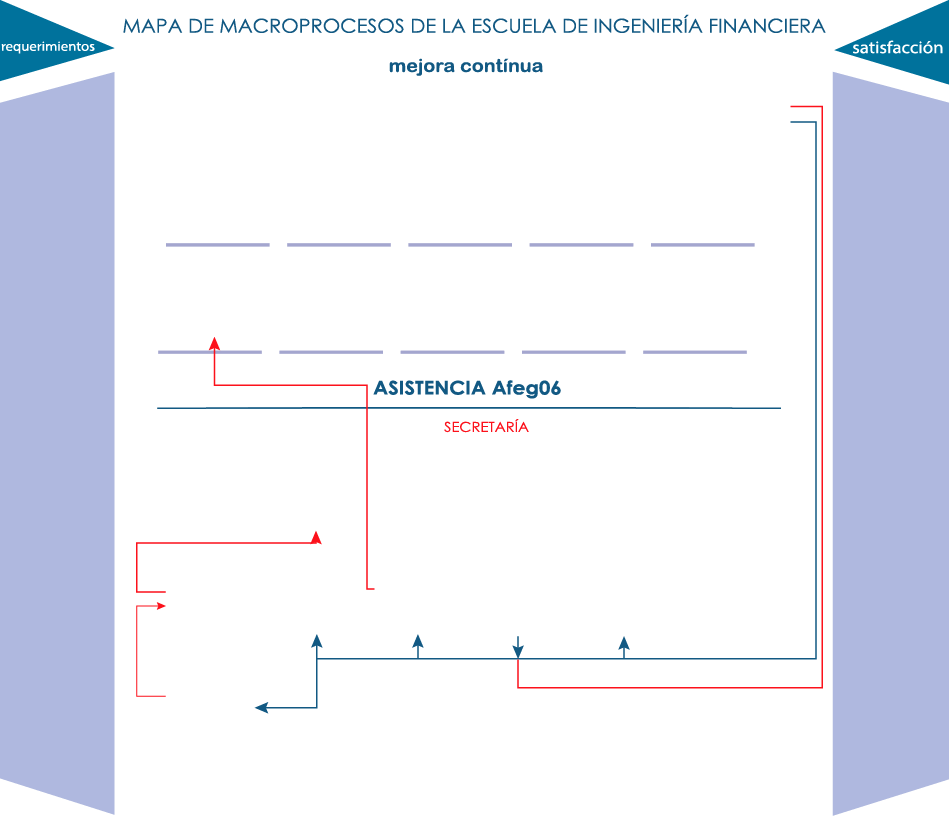 MAPA DE MACROPROCESOS DE LA ESCUELA DE INGENIERÍA FINANCIERA
requerimientos
satisfacción
mejora contínua
ASISTENCIA Afeg06
SECRETARÍA